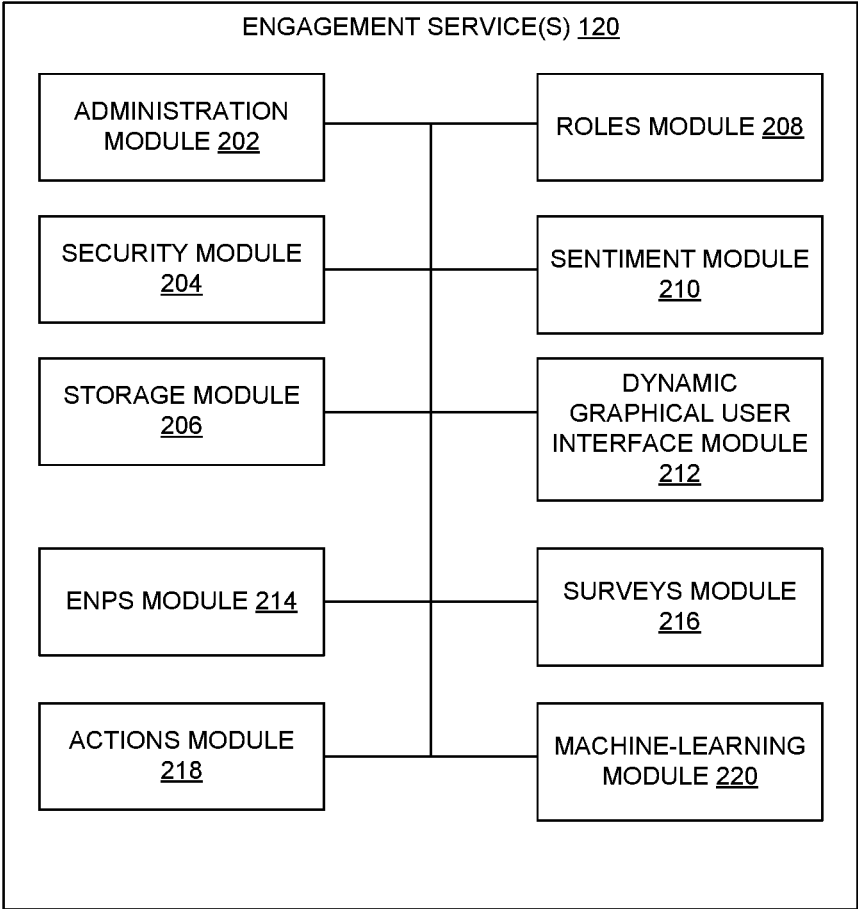 ENGAGEMENT SERVICE(S) 120
ADMINISTRATION
MODULE 202
ROLES MODULE 208
SECURITY MODULE
204
SENTIMENT MODULE
210
STORAGE MODULE
206
DYNAMIC
GRAPHICAL USER
INTERFACE MODULE
212
ENPS MODULE 214
SURVEYS MODULE
216
ACTIONS MODULE
218
MACHINE-LEARNING
MODULE 220